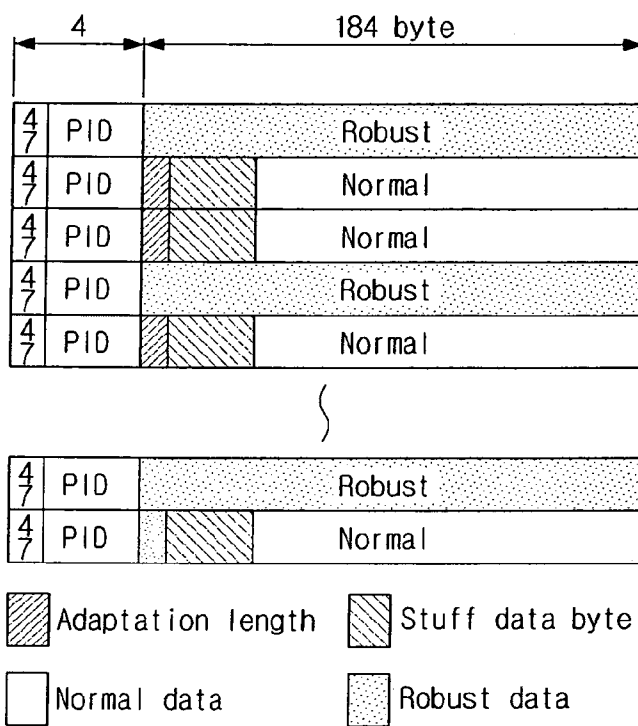 4 184 byte
47 PID Robust
47 PID Normal
47 PID Normal
47 PID Robust
47 PID Normal
47 PID Robust
47 PID Normal
Adaptation length Stuff data byte
Normal data Robust data